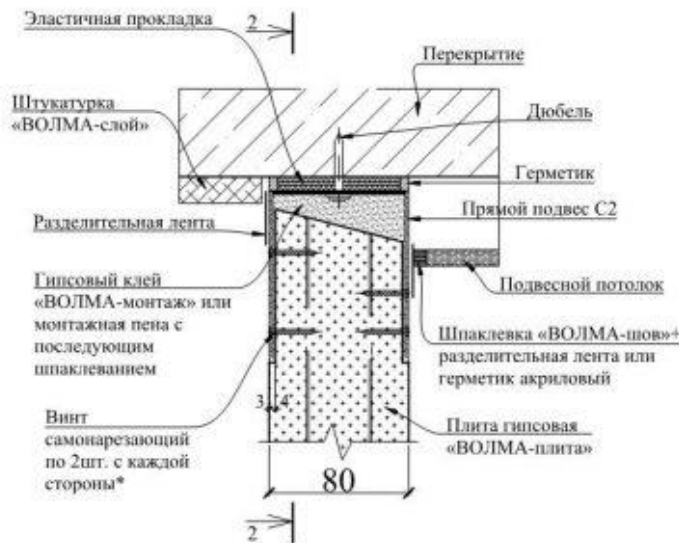 Эластичная прокладка
2
Перекрытие
Штукатурка
«ВОЛМА-слой»
Дюбель
Герметик
Прямой подвес С2
Разделительная лента
Гипсовый клей
«ВОЛМА-монтаж» или
монтажная пена с
последующим
шпаклеванием
Подвесной потолок
Шпаклевка «ВОЛМА-шов»+
разделительная лента или
герметик акриловый
Винт
самонарезающий
по 2шт. с каждой
стороны*
3
4
Плита гипсовая
«ВОЛМА-плита»
80
2